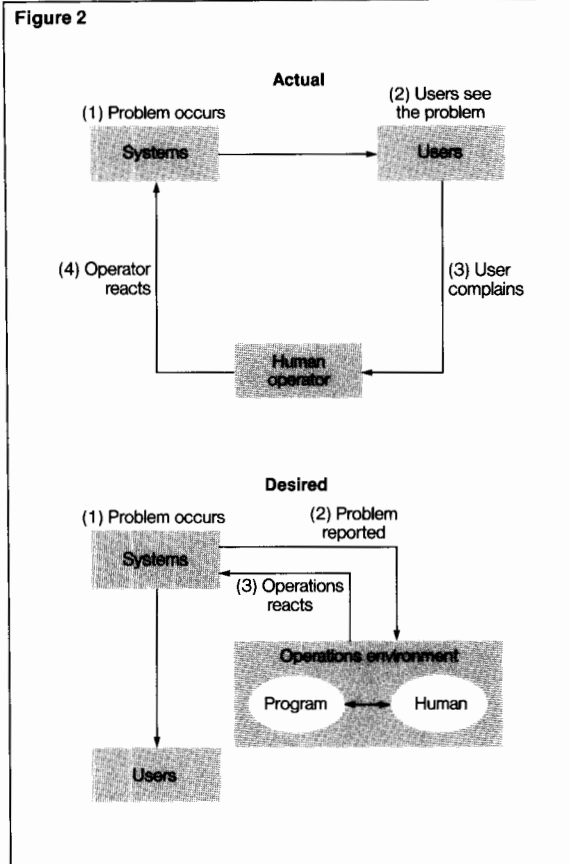 Figure 2
Actual
(1) Problem occurs
(2) Users see
the problem
Systems
Users
(4) Operator
reacts
(3) User
complains
Human
operator
Desired
(1) Problem occurs
(2) Problem
reported
Systems
(3) Operations
reacts
Operations environment
Program
Human
Users